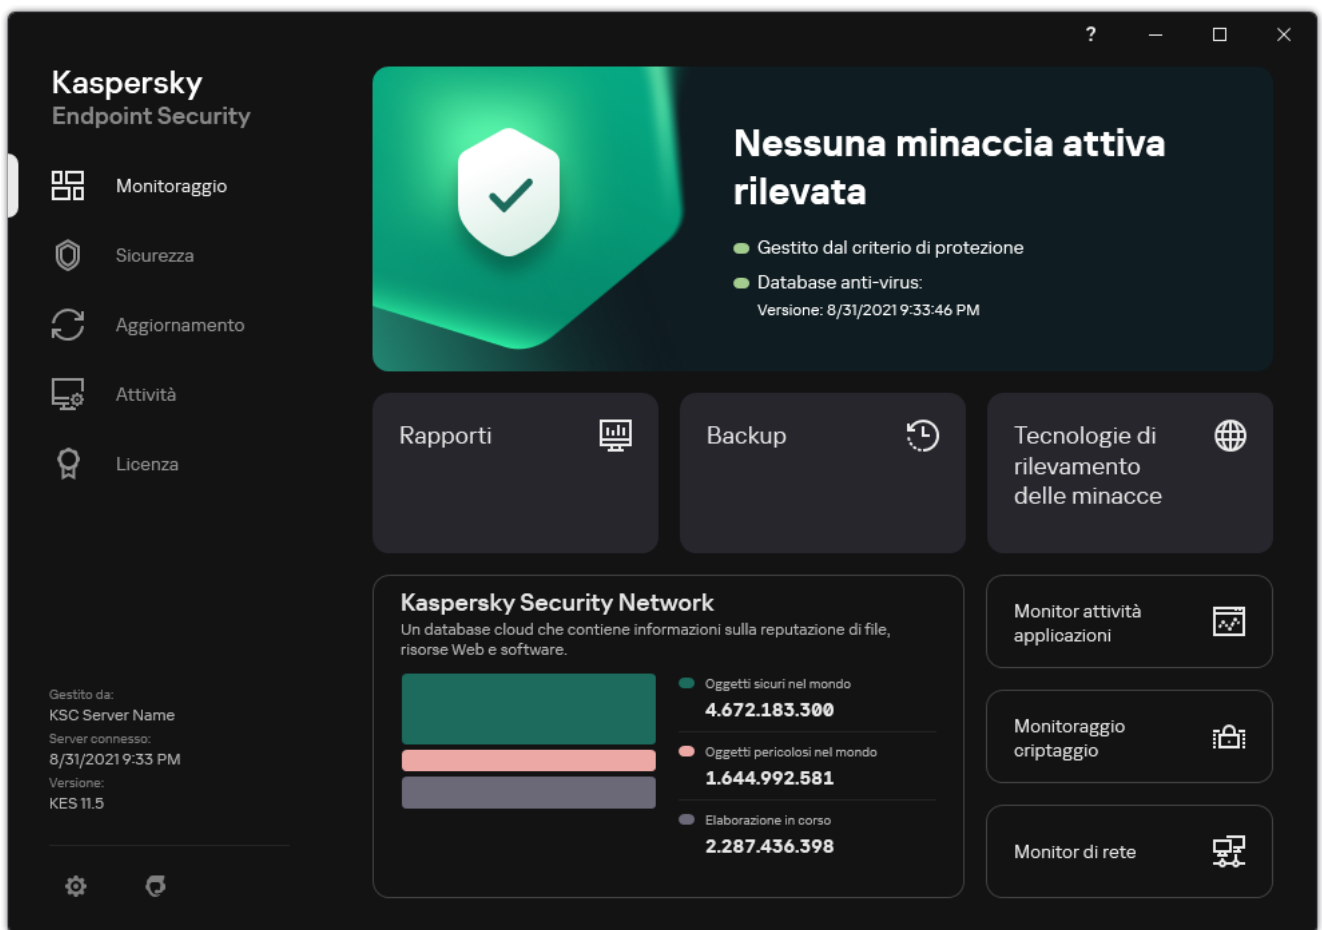 ?
Kaspersky
Endpoint Security
Monitoraggio
Sicurezza
Aggiornamento
Attività
Licenza
Gestito da:
KSC Server Name
Server connesso:
8/31/2021 9:33 PM
Versione:
KES 11.5
Nessuna minaccia attiva
rilevata
Gestito dal criterio di protezione
Database anti-virus:
Versione: 8/31/2021 9:33:46 PM
Rapporti
Backup
Tecnologie di
rilevamento
delle minacce
Kaspersky Security Network
Un database cloud che contiene informazioni sulla reputazione di file,
risorse Web e software.
Oggetti sicuri nel mondo
4.672.183.300
Oggetti pericolosi nel mondo
1.644.992.581
Elaborazione in corso
2.287.436.398
Monitor attività
applicazioni
Monitoraggio
criptaggio
Monitor di rete